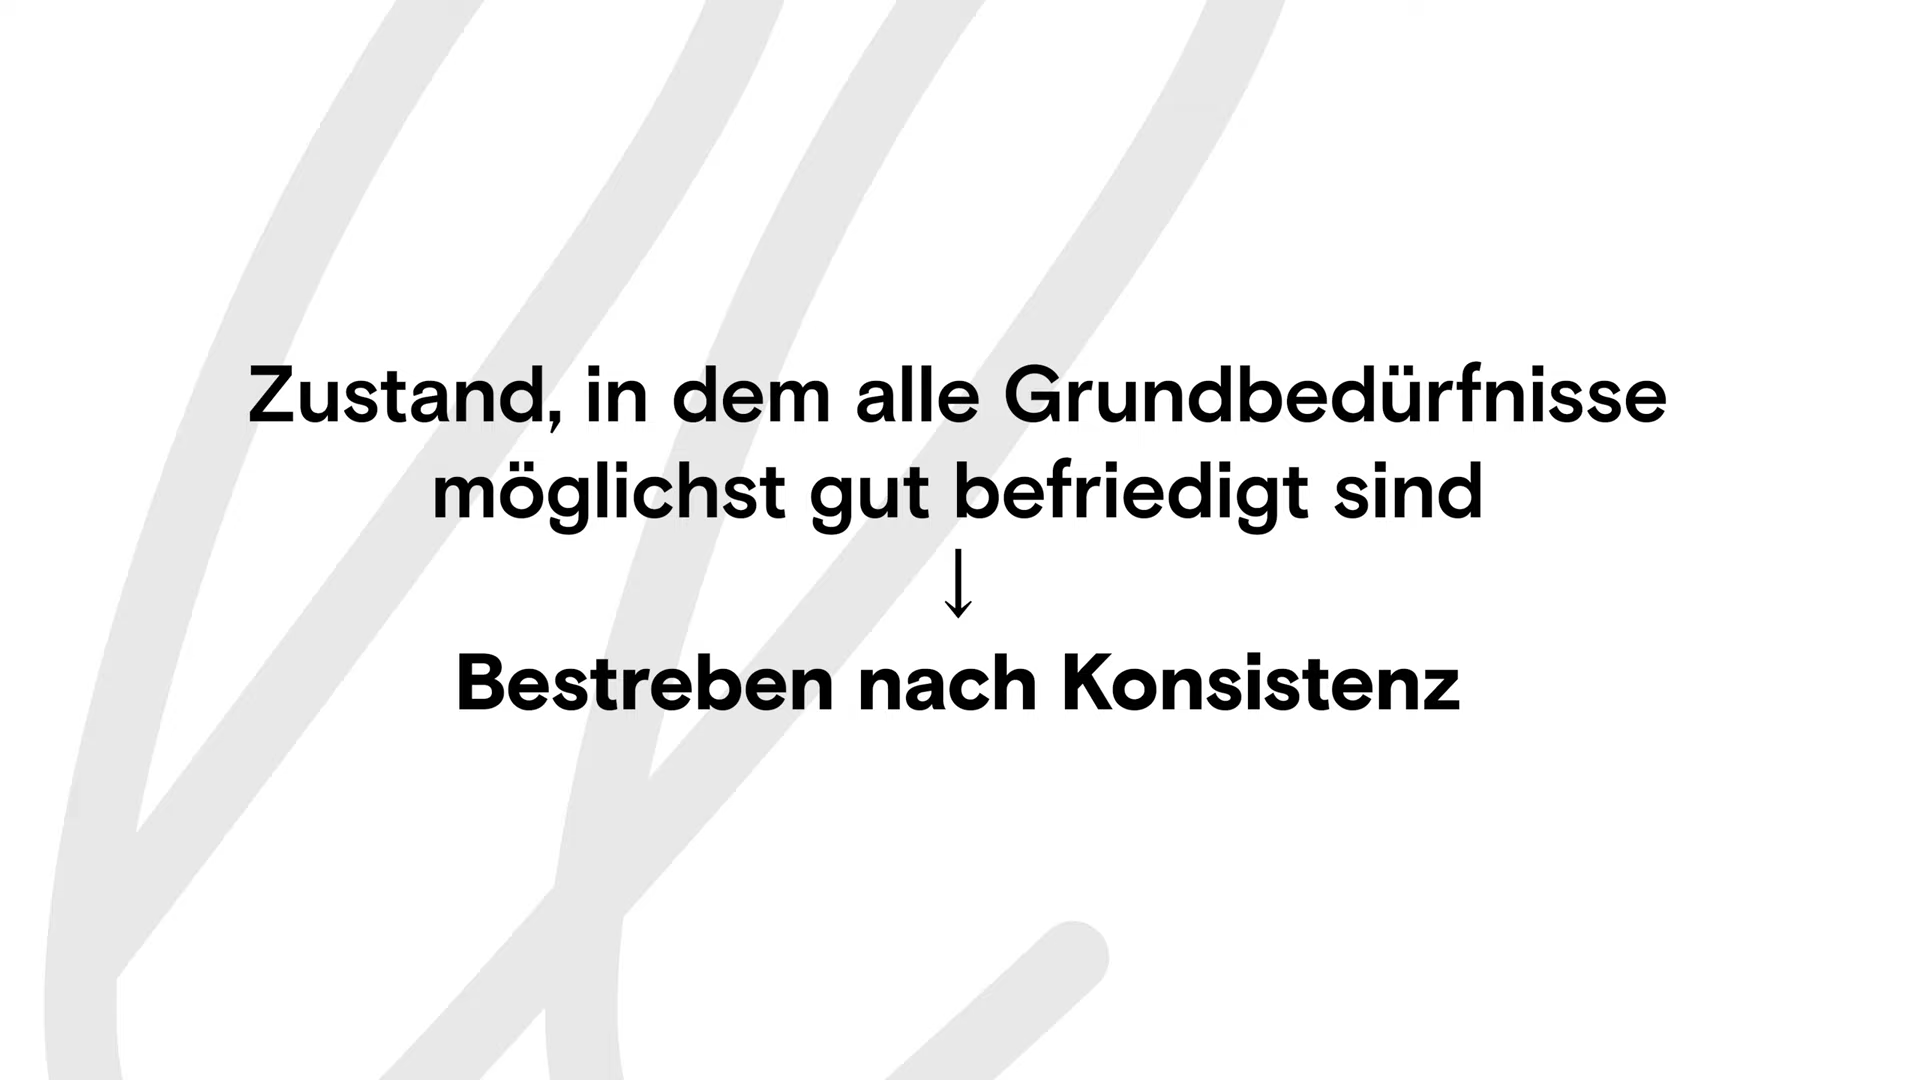 Zustand, in dem alle Grundbedürfnisse
möglichst gut befriedigt sind
↓
Bestreben nach Konsistenz